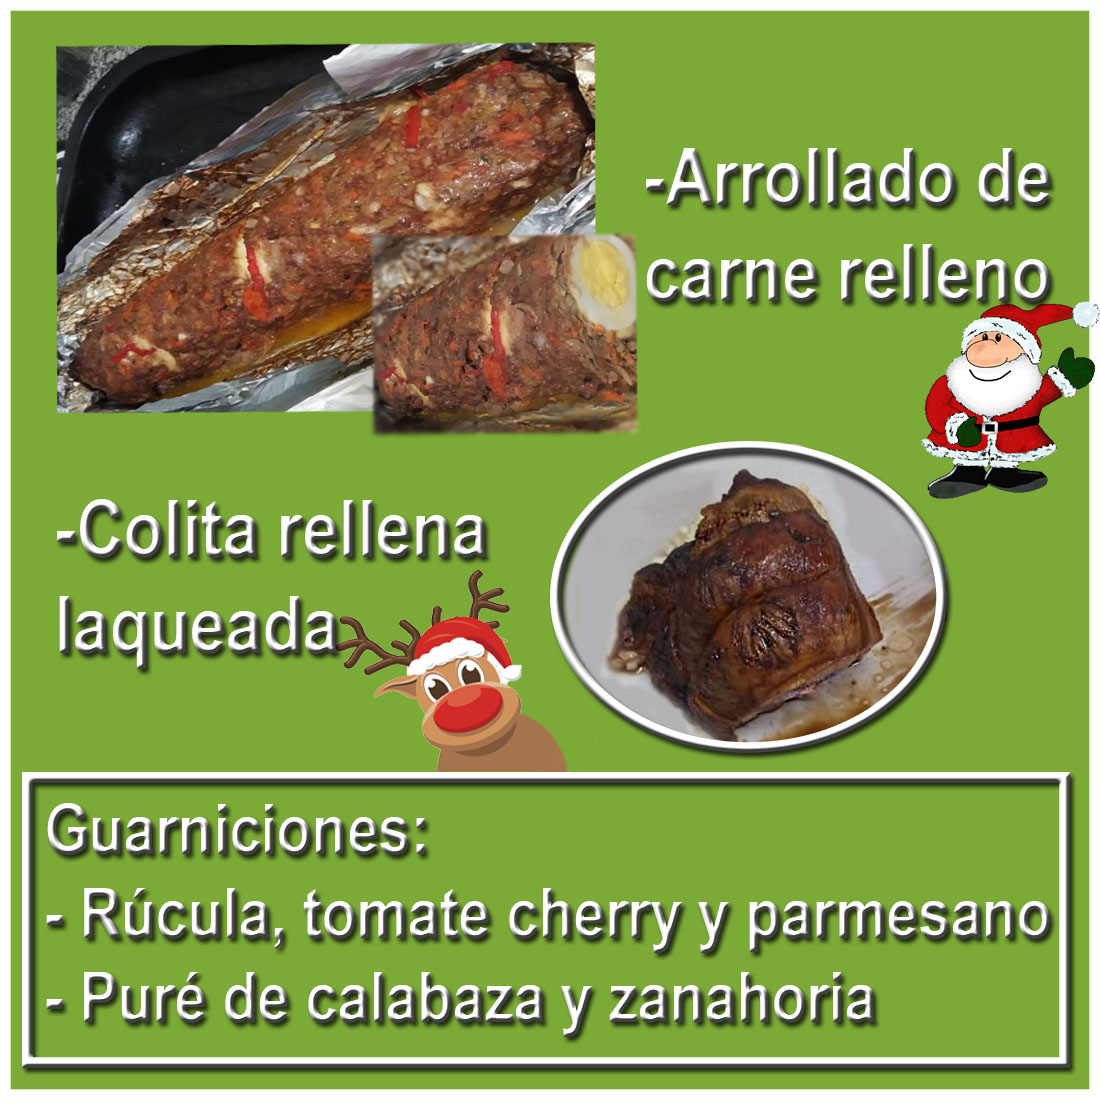 -Arrollado de
carne relleno
-Colita rellena
laqueada
Guarniciones:
- Rúcula, tomate cherry y parmesano
- Puré de calabaza y zanahoria